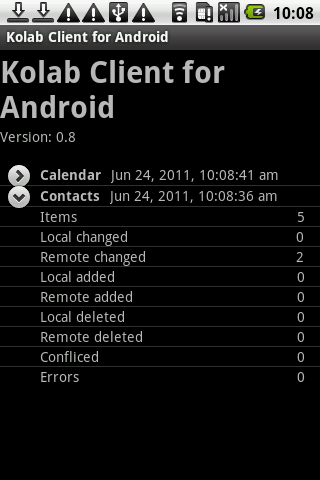 10:08
Kolab Client for Android
Kolab Client for
Android
Version: 0.8
Calendar Jun 24, 2011, 10:08:41 am
Contacts Jun 24, 2011, 10:08:36 am
Items 5
Local changed 0
Remote changed 2
Local added 0
Remote added 0
Local deleted 0
Remote deleted 0
Confliced 0
Errors 0